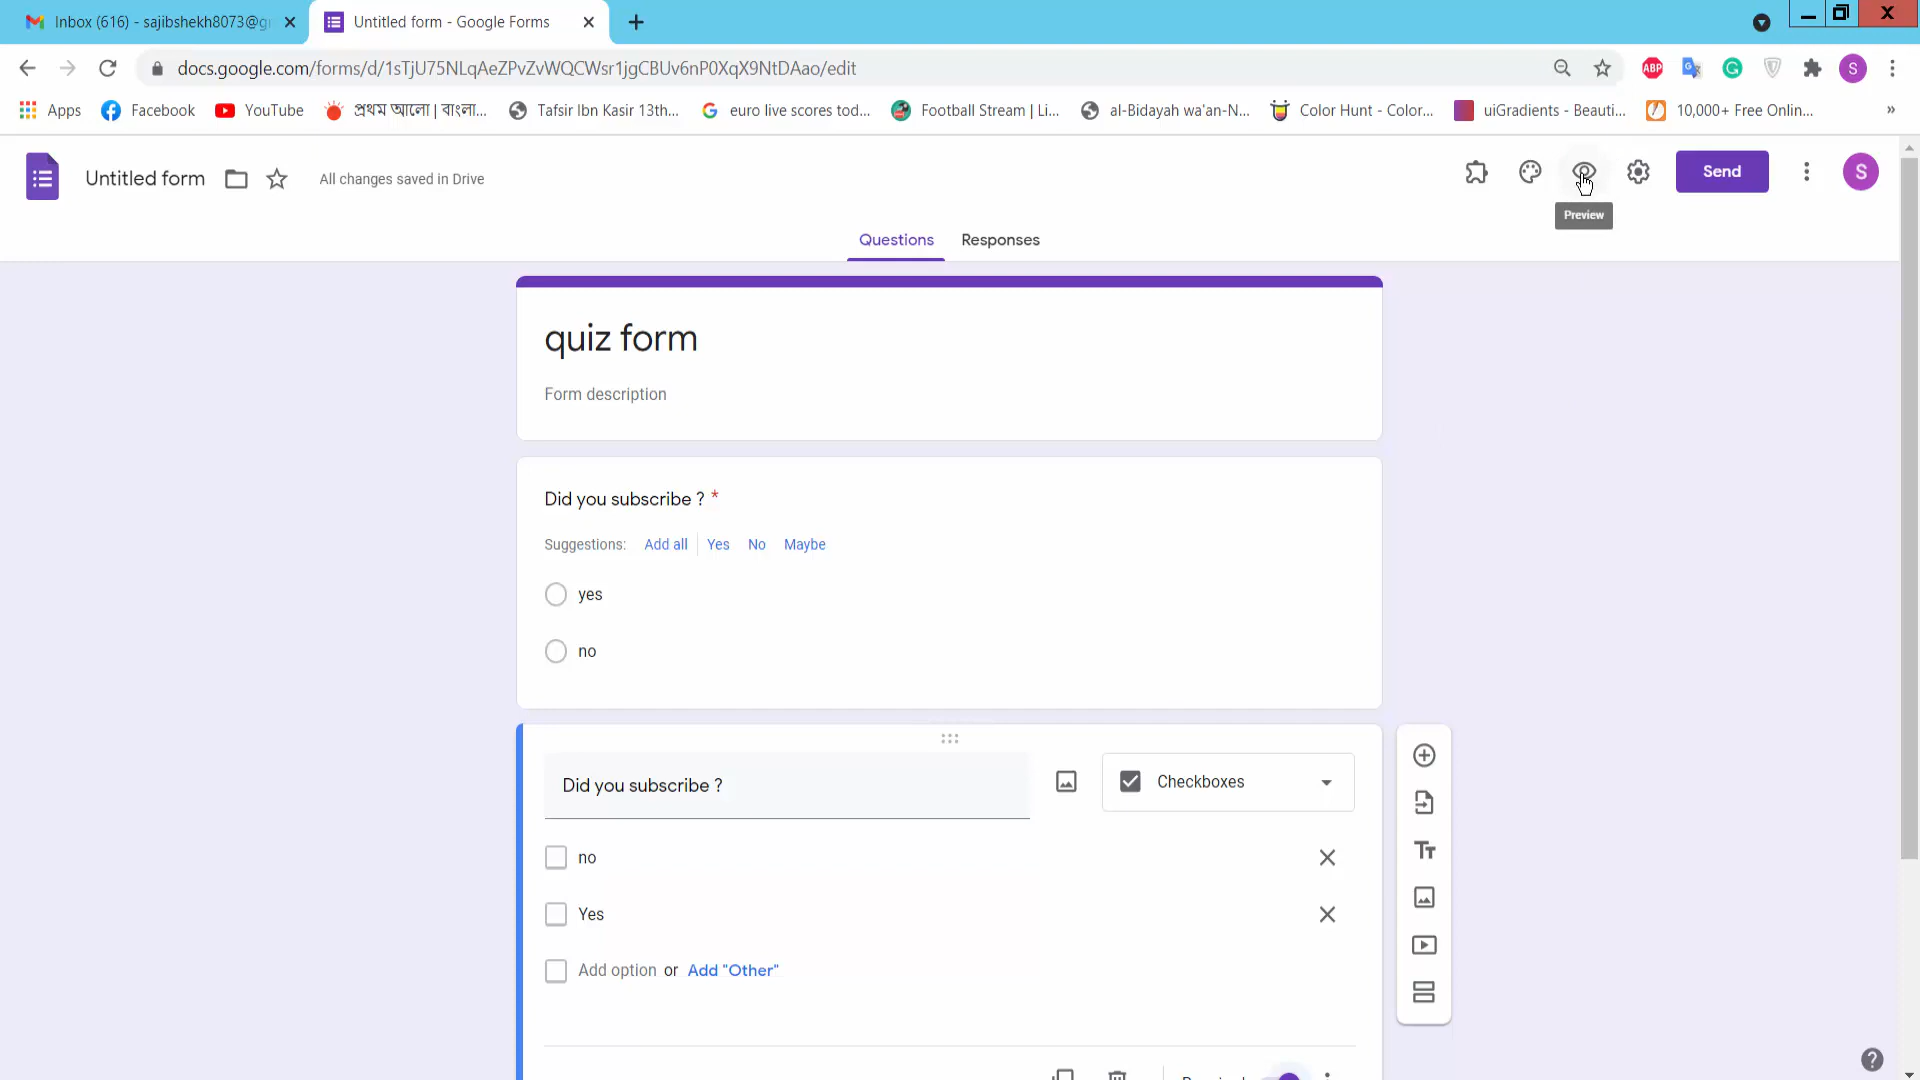 Inbox (616) - sajibshekh8073@g
Untitled form - Google Forms
docs.google.com/forms/d/1sTjU75NLqAeZPvZvWQCWsr1jgCBUv6nP0XqX9NtDAao/edit
ABP
S
Apps
Facebook
YouTube
প্রথম আলো | বাংলা...
Tafsir Ibn Kasir 13th...
euro live scores tod...
Football Stream | Li...
al-Bidayah wa'an-N...
Color Hunt - Color...
uiGradients - Beauti...
10,000+ Free Onlin...
»
Untitled form
All changes saved in Drive
Send
S
Preview
Questions
Responses
quiz form
Form description
Did you subscribe ? *
Suggestions: Add all Yes No Maybe
yes
no
Did you subscribe ?
Checkboxes
no
Yes
Add option or Add "Other"